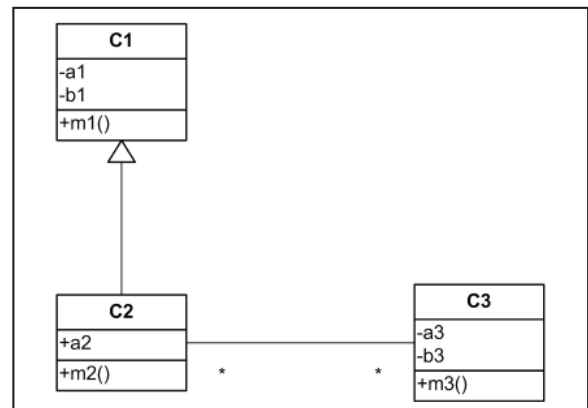 C1
-a1
-b1
+m1()
C2
+a2
+m2()
*
*
C3
-a3
-b3
+m3()